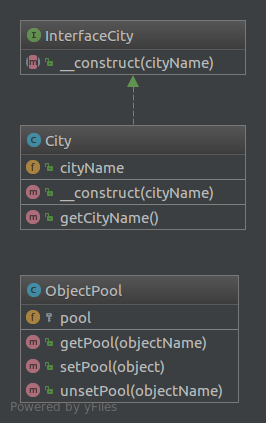 I InterfaceCity
m __construct(cityName)
C City
f cityName
m __construct(cityName)
m getCityName()
C ObjectPool
f pool
m getPool(objectName)
m setPool(object)
m unsetPool(objectName)
Powered by yFiles